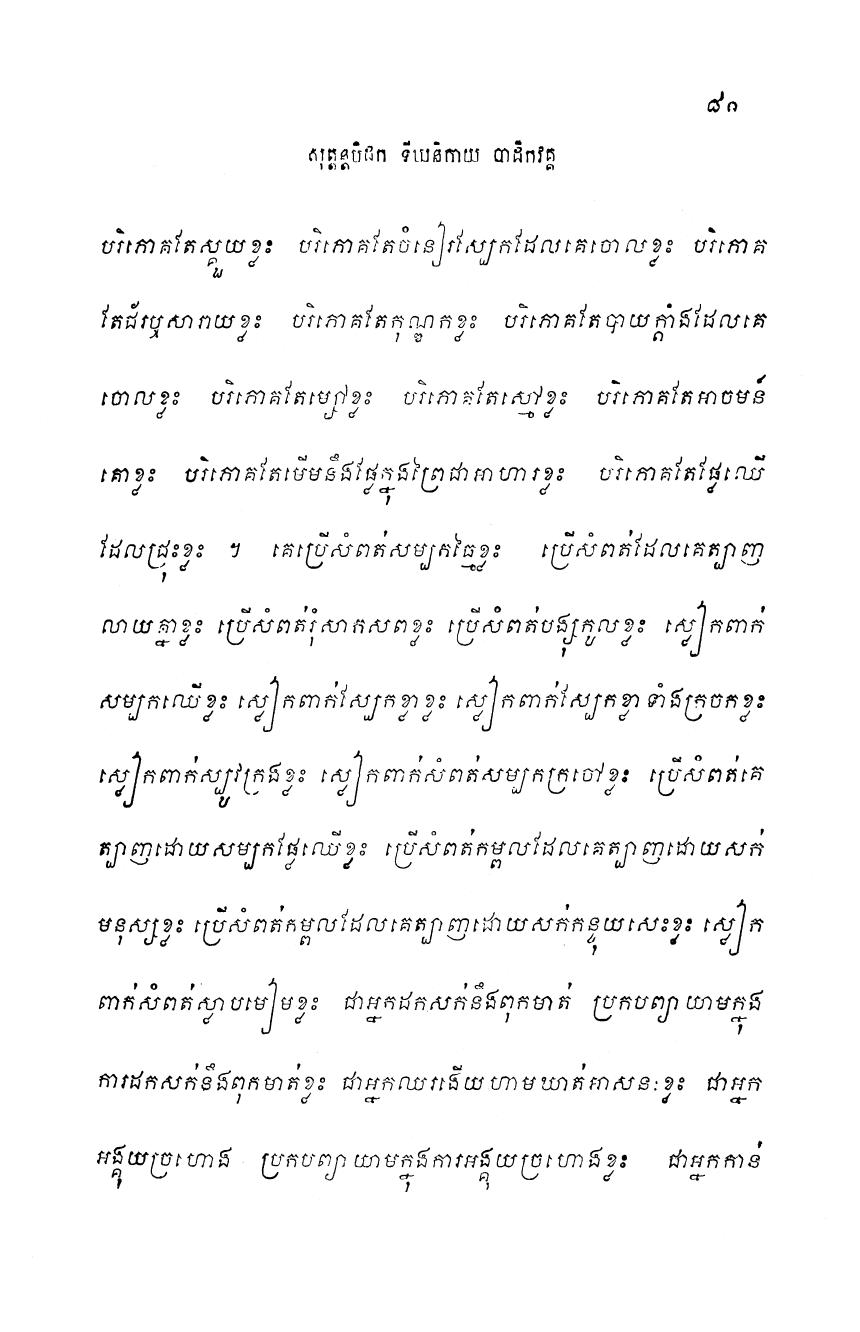 ៨១
សុត្តន្តបិដក ទីឃនិកាយ បាដិកវគ្គ
បរិភោគតែស្គួយខ្លះ បរិភោគតែចំនៀរស្បែកដែលគេចោលខ្លះ បរិភោគ
តែជ័រឬសារាយខ្លះ បរិភោគតែកុណ្ឌកខ្លះ បរិភោគតែបាយក្ដាំងដែលគេ
ចោលខ្លះ បរិភោគតែម្សៅខ្លះ បរិភោគតែស្មៅខ្លះ បរិភោគតែអាចមន៍
គោខ្លះ បរិភោគតែមើមនឹងផ្លែក្នុងព្រៃជាអាហារខ្លះ បរិភោគតែផ្លែឈើ
ដែលជ្រុះខ្លះ ។ គេប្រើសំពត់សម្បកធ្មៃខ្លះ ប្រើសំពត់ដែលគេត្បាញ
លាយគ្នាខ្លះ ប្រើសំពត់រុំសាកសពខ្លះ ប្រើសំពត់បង្សុកូលខ្លះ ស្លៀកពាក់
សម្បកឈើខ្លះ ស្លៀកពាក់ស្បែកខ្លាខ្លះ ស្លៀកពាក់ស្បែកខ្លា ទាំងក្រចកខ្លះ
ស្លៀកពាក់ស្បូវក្រងខ្លះ ស្លៀកពាក់សំពត់សម្បកក្រចៅខ្លះ ប្រើសំពត់គេ
ត្បាញដោយសម្បកផ្លែឈើខ្លះ ប្រើសំពត់កម្ពលដែលគេត្បាញដោយសក់
មនុស្សខ្លះ ប្រើសំពត់កម្ពលដែលគេត្បាញដោយសក់កន្ទុយសេះខ្លះ ស្លៀក
ពាក់សំពត់ស្លាបមៀមខ្លះ ជាអ្នកដកសក់នឹងពុកមាត់ ប្រកបព្យាយាមក្នុង
ការដកសក់នឹងពុកមាត់ខ្លះ ជាអ្នកឈរងើយហាមឃាត់អាសនៈខ្លះ ជាអ្នក
អង្គុយច្រហោង ប្រកបព្យាយាមក្នុងការអង្គុយច្រហោងខ្លះ ជាអ្នកកាន់